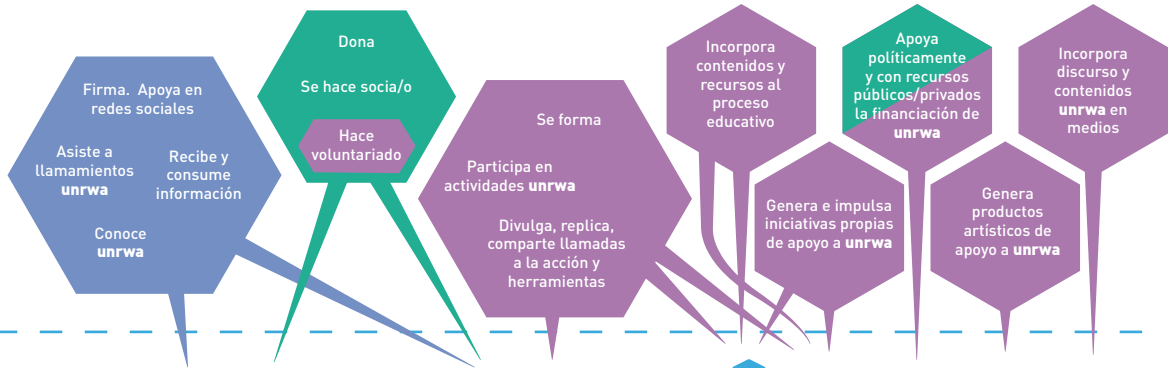 Firma. Apoya en
redes sociales
Asiste a
llamamientos
unrwa
Recibe y
consume
información
Conoce
unrwa
Dona
Se hace socia/o
Hace
voluntariado
Se forma
Participa en
actividades unrwa
Divulga, replica,
comparte llamadas
a la acción y
herramientas
Incorpora
contenidos y
recursos al
proceso
educativo
Genera e impulsa
iniciativas propias
de apoyo a unrwa
Apoya
políticamente
y con recursos
públicos/privados
la financiación de
unrwa
Genera
productos
artísticos de
apoyo a unrwa
Incorpora
discurso y
contenidos
unrwa en
medios